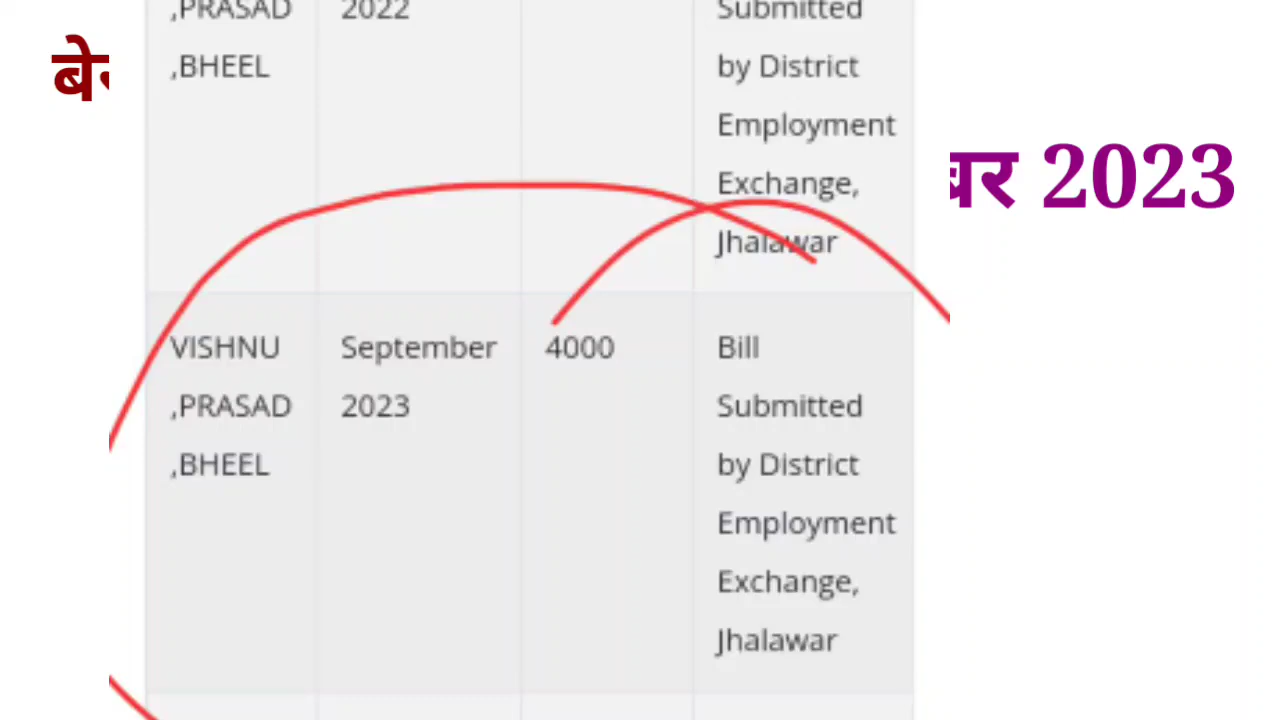 ,PRASAD 2022 Submitted
,BHEEL by District
Employment
Exchange,
Jhalawar
2023
VISHNU September 4000 Bill
,PRASAD 2023 Submitted
,BHEEL by District
Employment
Exchange,
Jhalawar